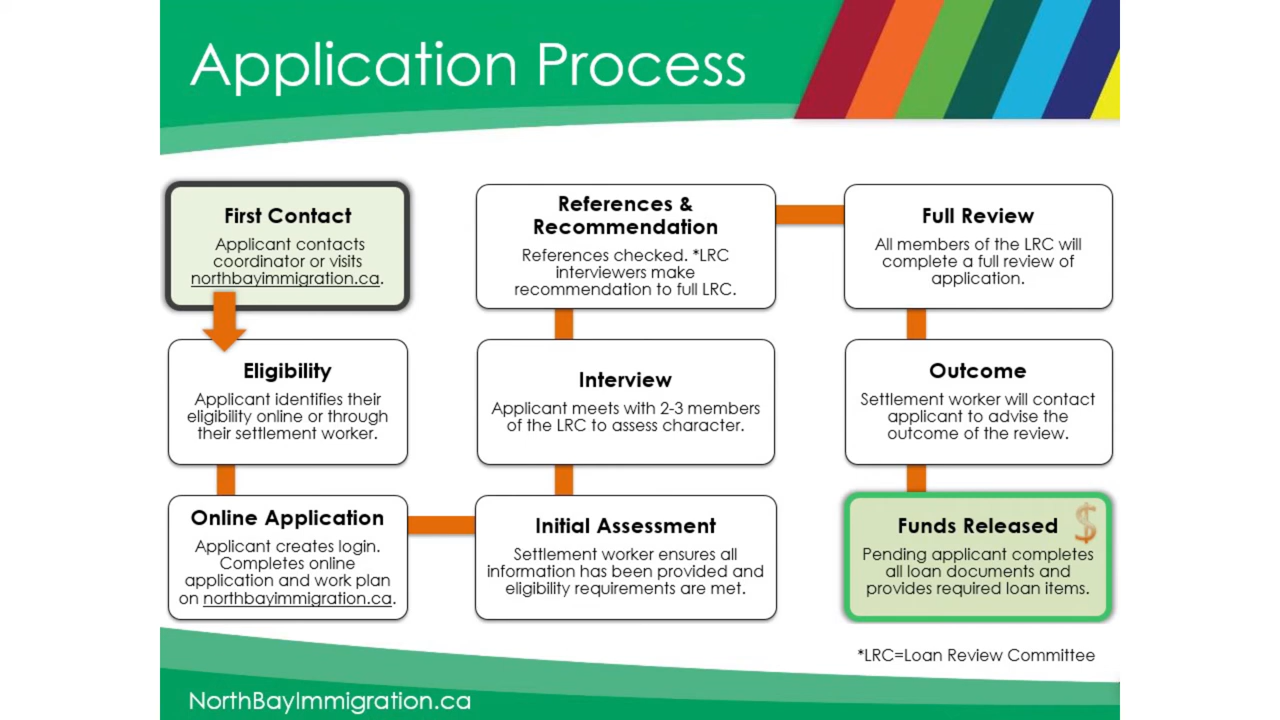 Application Process
First Contact
Applicant contacts
coordinator or visits
northbayimmigration.ca.
Eligibility
Applicant identifies their
eligibility online or through
their settlement worker.
Online Application
Applicant creates login.
Completes online
application and work plan
on northbayimmigration.ca.
Initial Assessment
Settlement worker ensures all
information has been provided and
eligibility requirements are met.
Interview
Applicant meets with 2-3 members
of the LRC to assess character.
References &
Recommendation
References checked. *LRC
interviewers make
recommendation to full LRC.
Full Review
All members of the LRC will
complete a full review of
application.
Outcome
Settlement worker will contact
applicant to advise the
outcome of the review.
Funds Released $
Pending applicant completes
all loan documents and
provides required loan items.
*LRC=Loan Review Committee
NorthBayImmigration.ca